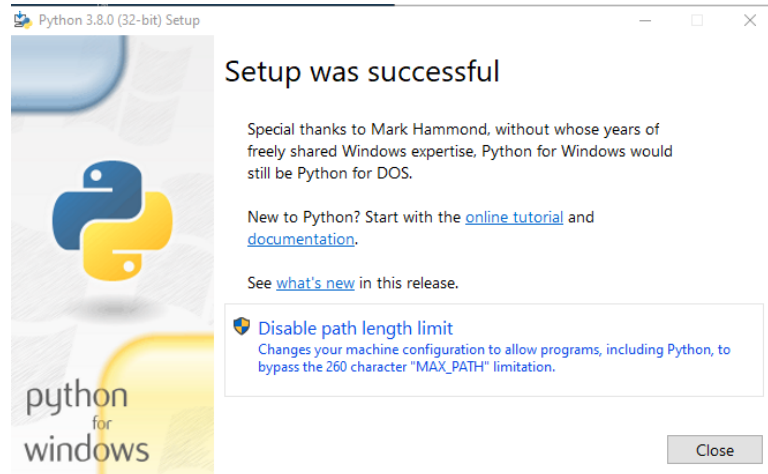 Python 3.8.0 (32-bit) Setup
Setup was successful
Special thanks to Mark Hammond, without whose years of
freely shared Windows expertise, Python for Windows would
still be Python for DOS.
New to Python? Start with the online tutorial and
documentation.
See what's new in this release.
Disable path length limit
Changes your machine configuration to allow programs, including Python, to
bypass the 260 character "MAX_PATH" limitation.
python
for
windows
Close